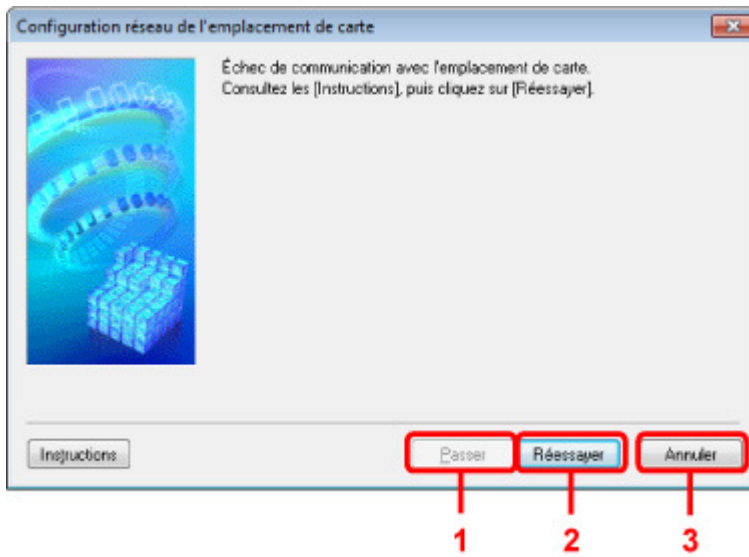 Configuration réseau de l'emplacement de carte
Échec de communication avec l'emplacement de carte.
Consultez les [Instructions], puis cliquez sur [Réessayer].
Instructions Passer Réessayer Annuler
1 2 3